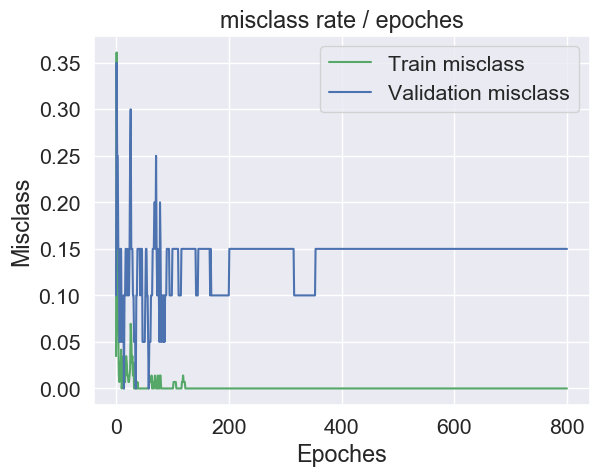 misclass rate / epoches
Train misclass
Validation misclass
Misclass
0.35
0.30
0.25
0.20
0.15
0.10
0.05
0.00
0
200
400
600
800
Epoches